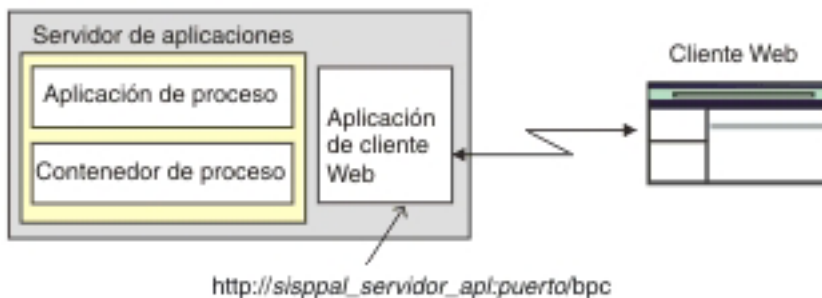 Servidor de aplicaciones
Aplicación de proceso
Contenedor de proceso
Aplicación
de cliente
Web
Cliente Web
http://sisppal_servidor_apl:puerto/bpc